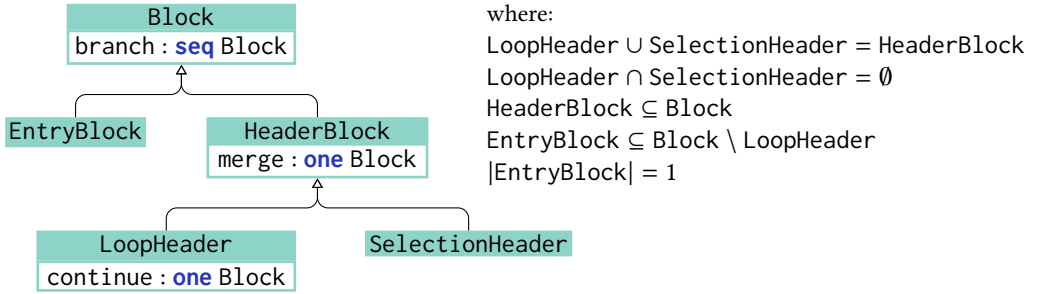 Block
branch : seq Block
EntryBlock
HeaderBlock
merge : one Block
LoopHeader
continue : one Block
SelectionHeader
where:
LoopHeader ∪ SelectionHeader = HeaderBlock
LoopHeader ∩ SelectionHeader = ∅
HeaderBlock ⊆ Block
EntryBlock ⊆ Block \ LoopHeader
|EntryBlock| = 1